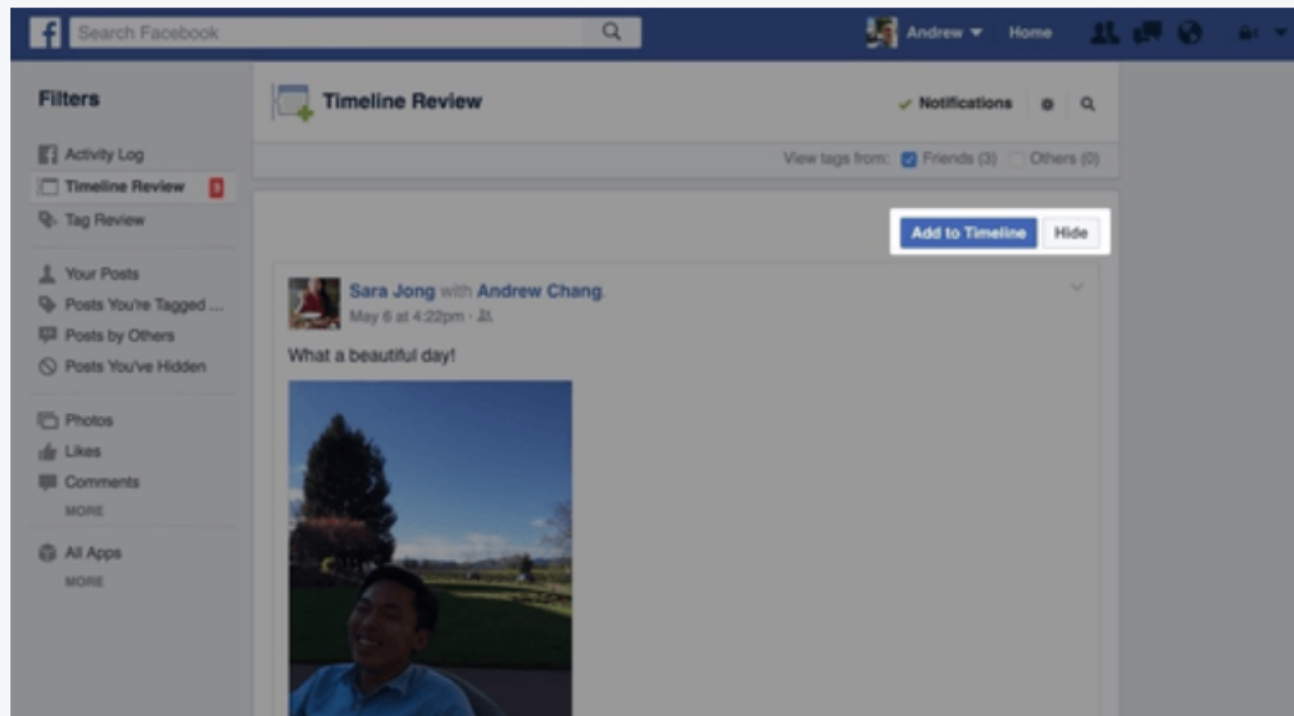 Search Facebook
Andrew
Home
Filters
Activity Log
Timeline Review 3
Tag Review
Your Posts
Posts You're Tagged ...
Posts by Others
Posts You've Hidden
Photos
Likes
Comments
MORE
All Apps
MORE
Timeline Review
Notifications
View tags from: Friends (3) Others (0)
Add to Timeline Hide
Sara Jong with Andrew Chang.
May 6 at 4:22pm ·
What a beautiful day!